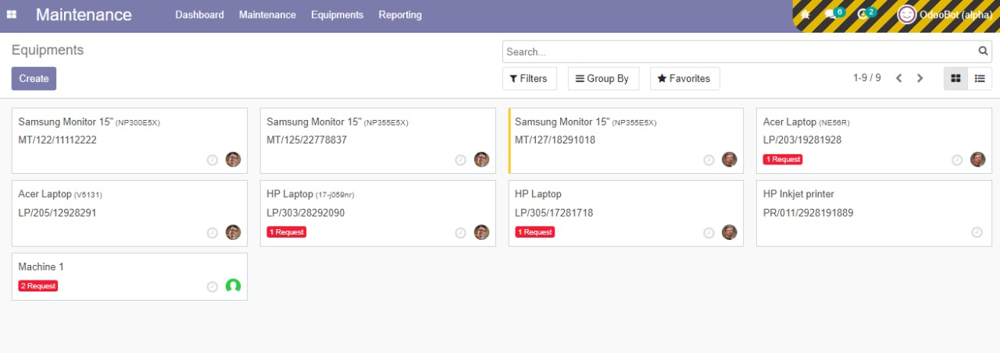 Maintenance Dashboard Maintenance Equipments Reporting 6 2 OdooBot (alpha)
Equipments Search...
Create Filters Group By Favorites 1-9 / 9
Samsung Monitor 15" (NP300E5X)
MT/122/11112222
Samsung Monitor 15" (NP355E5X)
MT/125/22778837
Samsung Monitor 15" (NP355E5X)
MT/127/18291018
Acer Laptop (NE56R)
LP/203/19281928
1 Request
Acer Laptop (V5131)
LP/205/12928291
HP Laptop (17-j059nr)
LP/303/28292090
1 Request
HP Laptop
LP/305/17281718
1 Request
HP Inkjet printer
PR/011/2928191889
Machine 1
2 Request